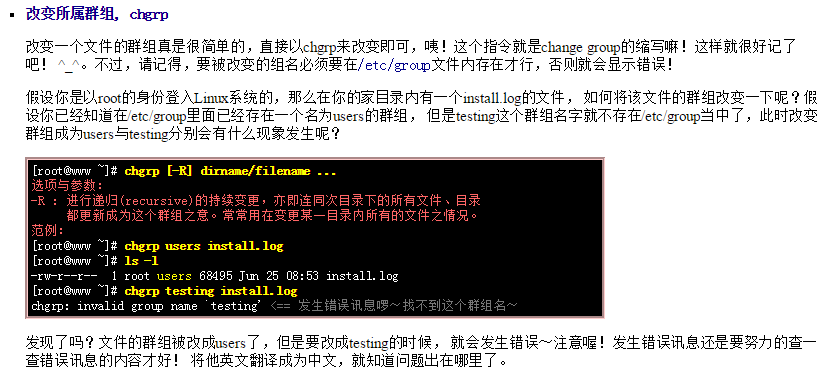 改变所属群组, chgrp
改变一个文件的群组真是很简单的，直接以chgrp来改变即可，咦！这个指令就是change group的缩写嘛！这样就很好记了
吧！ ^_^。不过，请记得，要被改变的组名必须要在/etc/group文件内存在才行，否则就会显示错误！
假设你是以root的身份登入Linux系统的，那么在你的家目录内有一个install.log的文件， 如何将该文件的群组改变一下呢？假
设你已经知道在/etc/group里面已经存在一个名为users的群组， 但是testing这个群组名字就不存在/etc/group当中了，此时改变
群组成为users与testing分别会有什么现象发生呢？
[root@www ~]# chgrp [-R] dirname/filename ...
选项与参数：
-R : 进行递归(recursive)的持续变更，亦即连同次目录下的所有文件、目录
都更新成为这个群组之意。常常用在变更某一目录内所有的文件之情况。
范例：
[root@www ~]# chgrp users install.log
[root@www ~]# ls -l
-rw-r--r--  1 root users 68495 Jun 25 08:53 install.log
[root@www ~]# chgrp testing install.log
chgrp: invalid group name `testing' <== 发生错误讯息啰～找不到这个群组名～
发现了吗？文件的群组被改成users了，但是要改成testing的时候， 就会发生错误～注意喔！发生错误讯息还是要努力的查一
查错误讯息的内容才好！ 将他英文翻译成为中文，就知道问题出在哪里了。